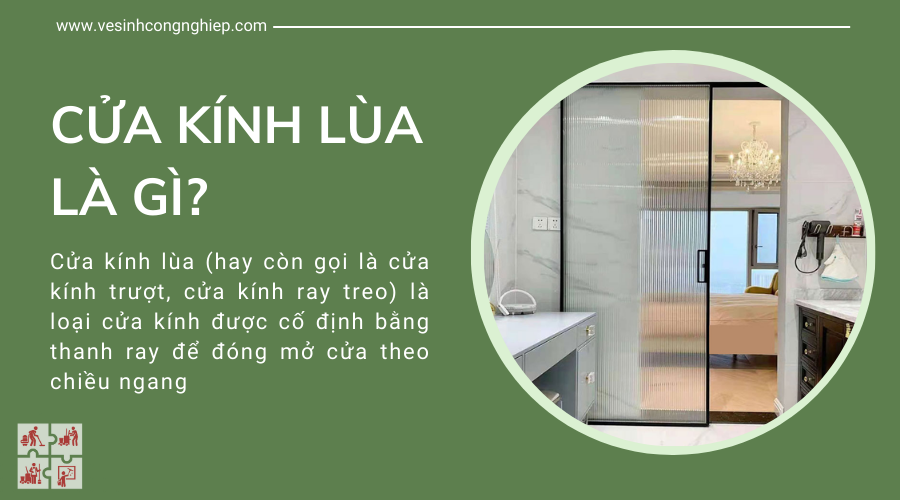 www.vesinhcongnghiep.com
CỬA KÍNH LÙA
LÀ GÌ?
Cửa kính lùa (hay còn gọi là cửa
kính trượt, cửa kính ray treo) là
loại cửa kính được cố định bằng
thanh ray để đóng mở cửa theo
chiều ngang